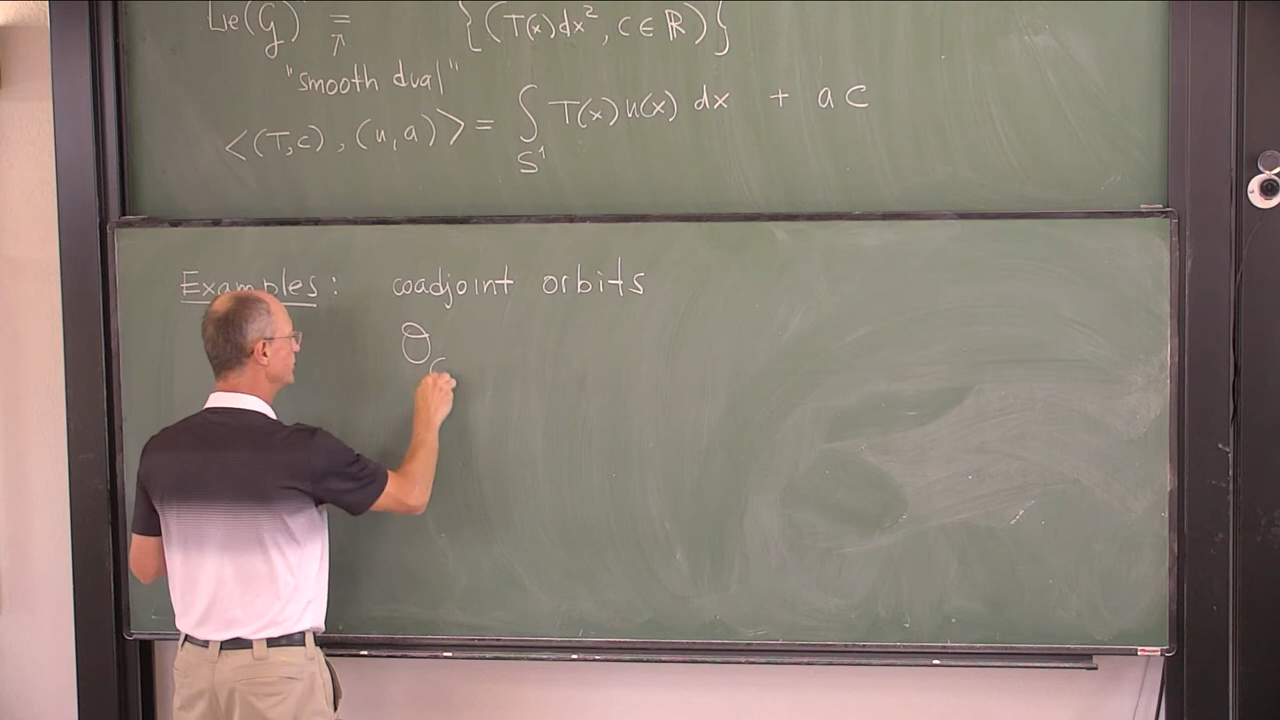 Lie(G) = {(T(x)dx², c ∈ ℝ)}
↑
"smooth dual"
<(T,c), (u,a)> = ∫ T(x)u(x) dx + a c
S¹
Examples: coadjoint orbits
O